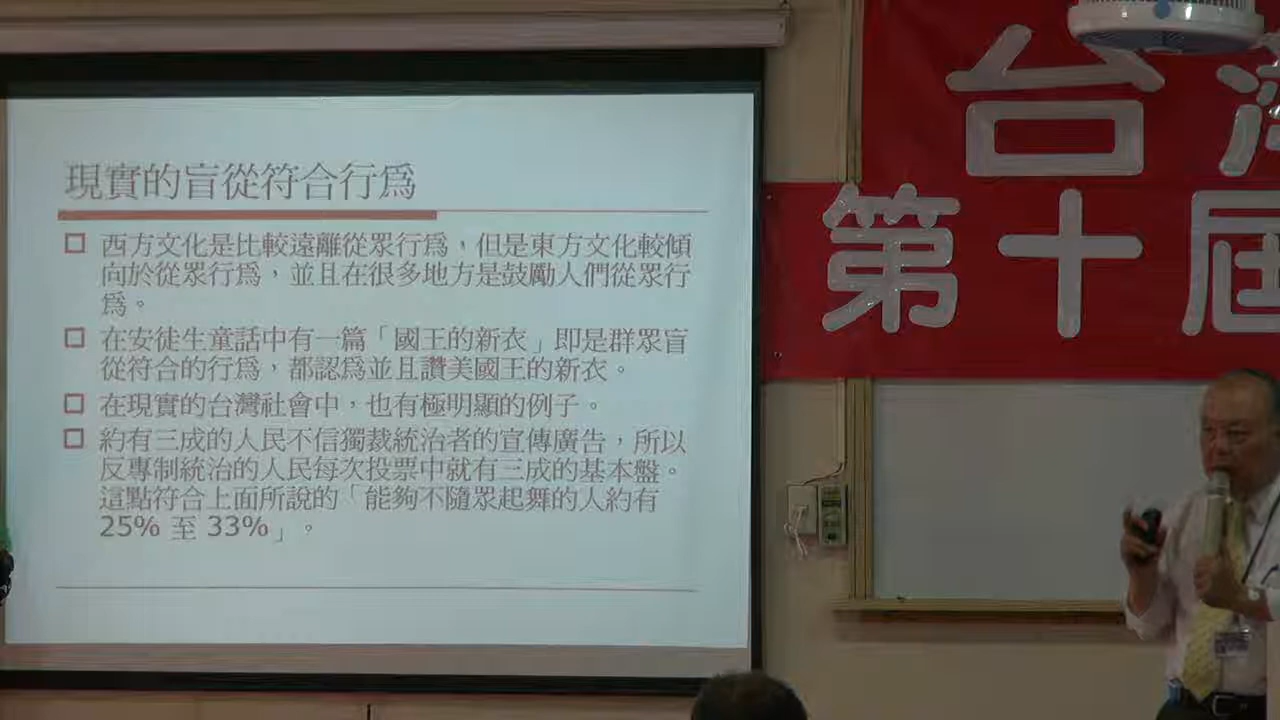 現實的盲從符合行為
西方文化是比較遠離從眾行為，但是東方文化較傾
向於從眾行為，並且在很多地方是鼓勵人們從眾行
為。
在安徒生童話中有一篇「國王的新衣」即是群眾盲
從符合的行為，都認為並且讚美國王的新衣。
在現實的台灣社會中，也有極明顯的例子。
約有三成的人民不信獨裁統治者的宣傳廣告，所以
反專制統治的人民每次投票中就有三成的基本盤。
這點符合上面所說的「能夠不隨眾起舞的人約有
25% 至 33%」。
台灣
第十屆